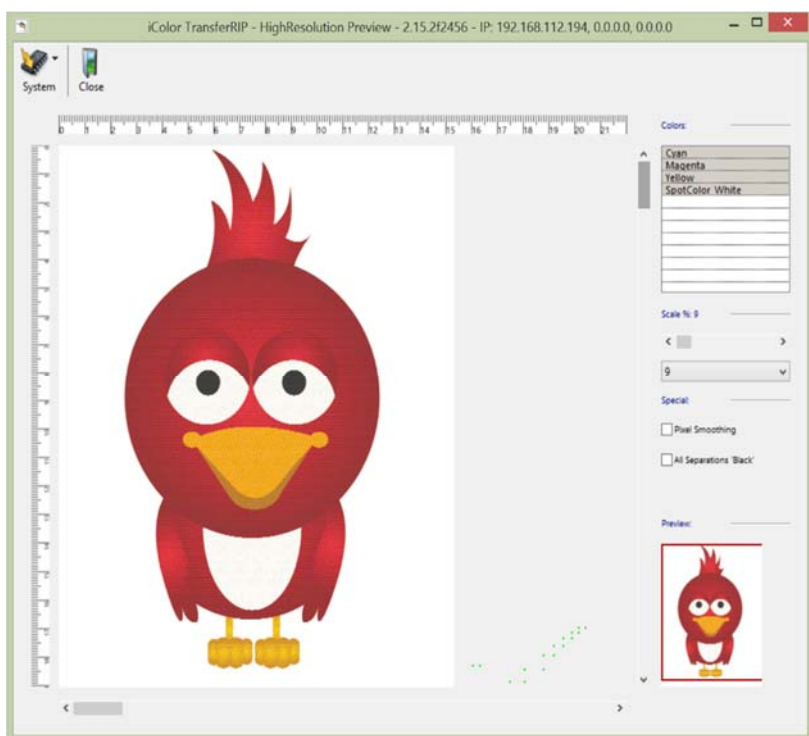 iColor TransferRIP - HighResolution Preview - 2.15.2f2456 - IP: 192.168.112.194, 0.0.0.0, 0.0.0.0
System
Close
0 1 2 3 4 5 6 7 8 9 10 11 12 13 14 15 16 17 18 19 20 21
Colors:
Cyan
Magenta
Yellow
SpotColor_White
Scale %: 9
9
Special:
Pixel Smoothing
All Separations 'Black'
Preview: